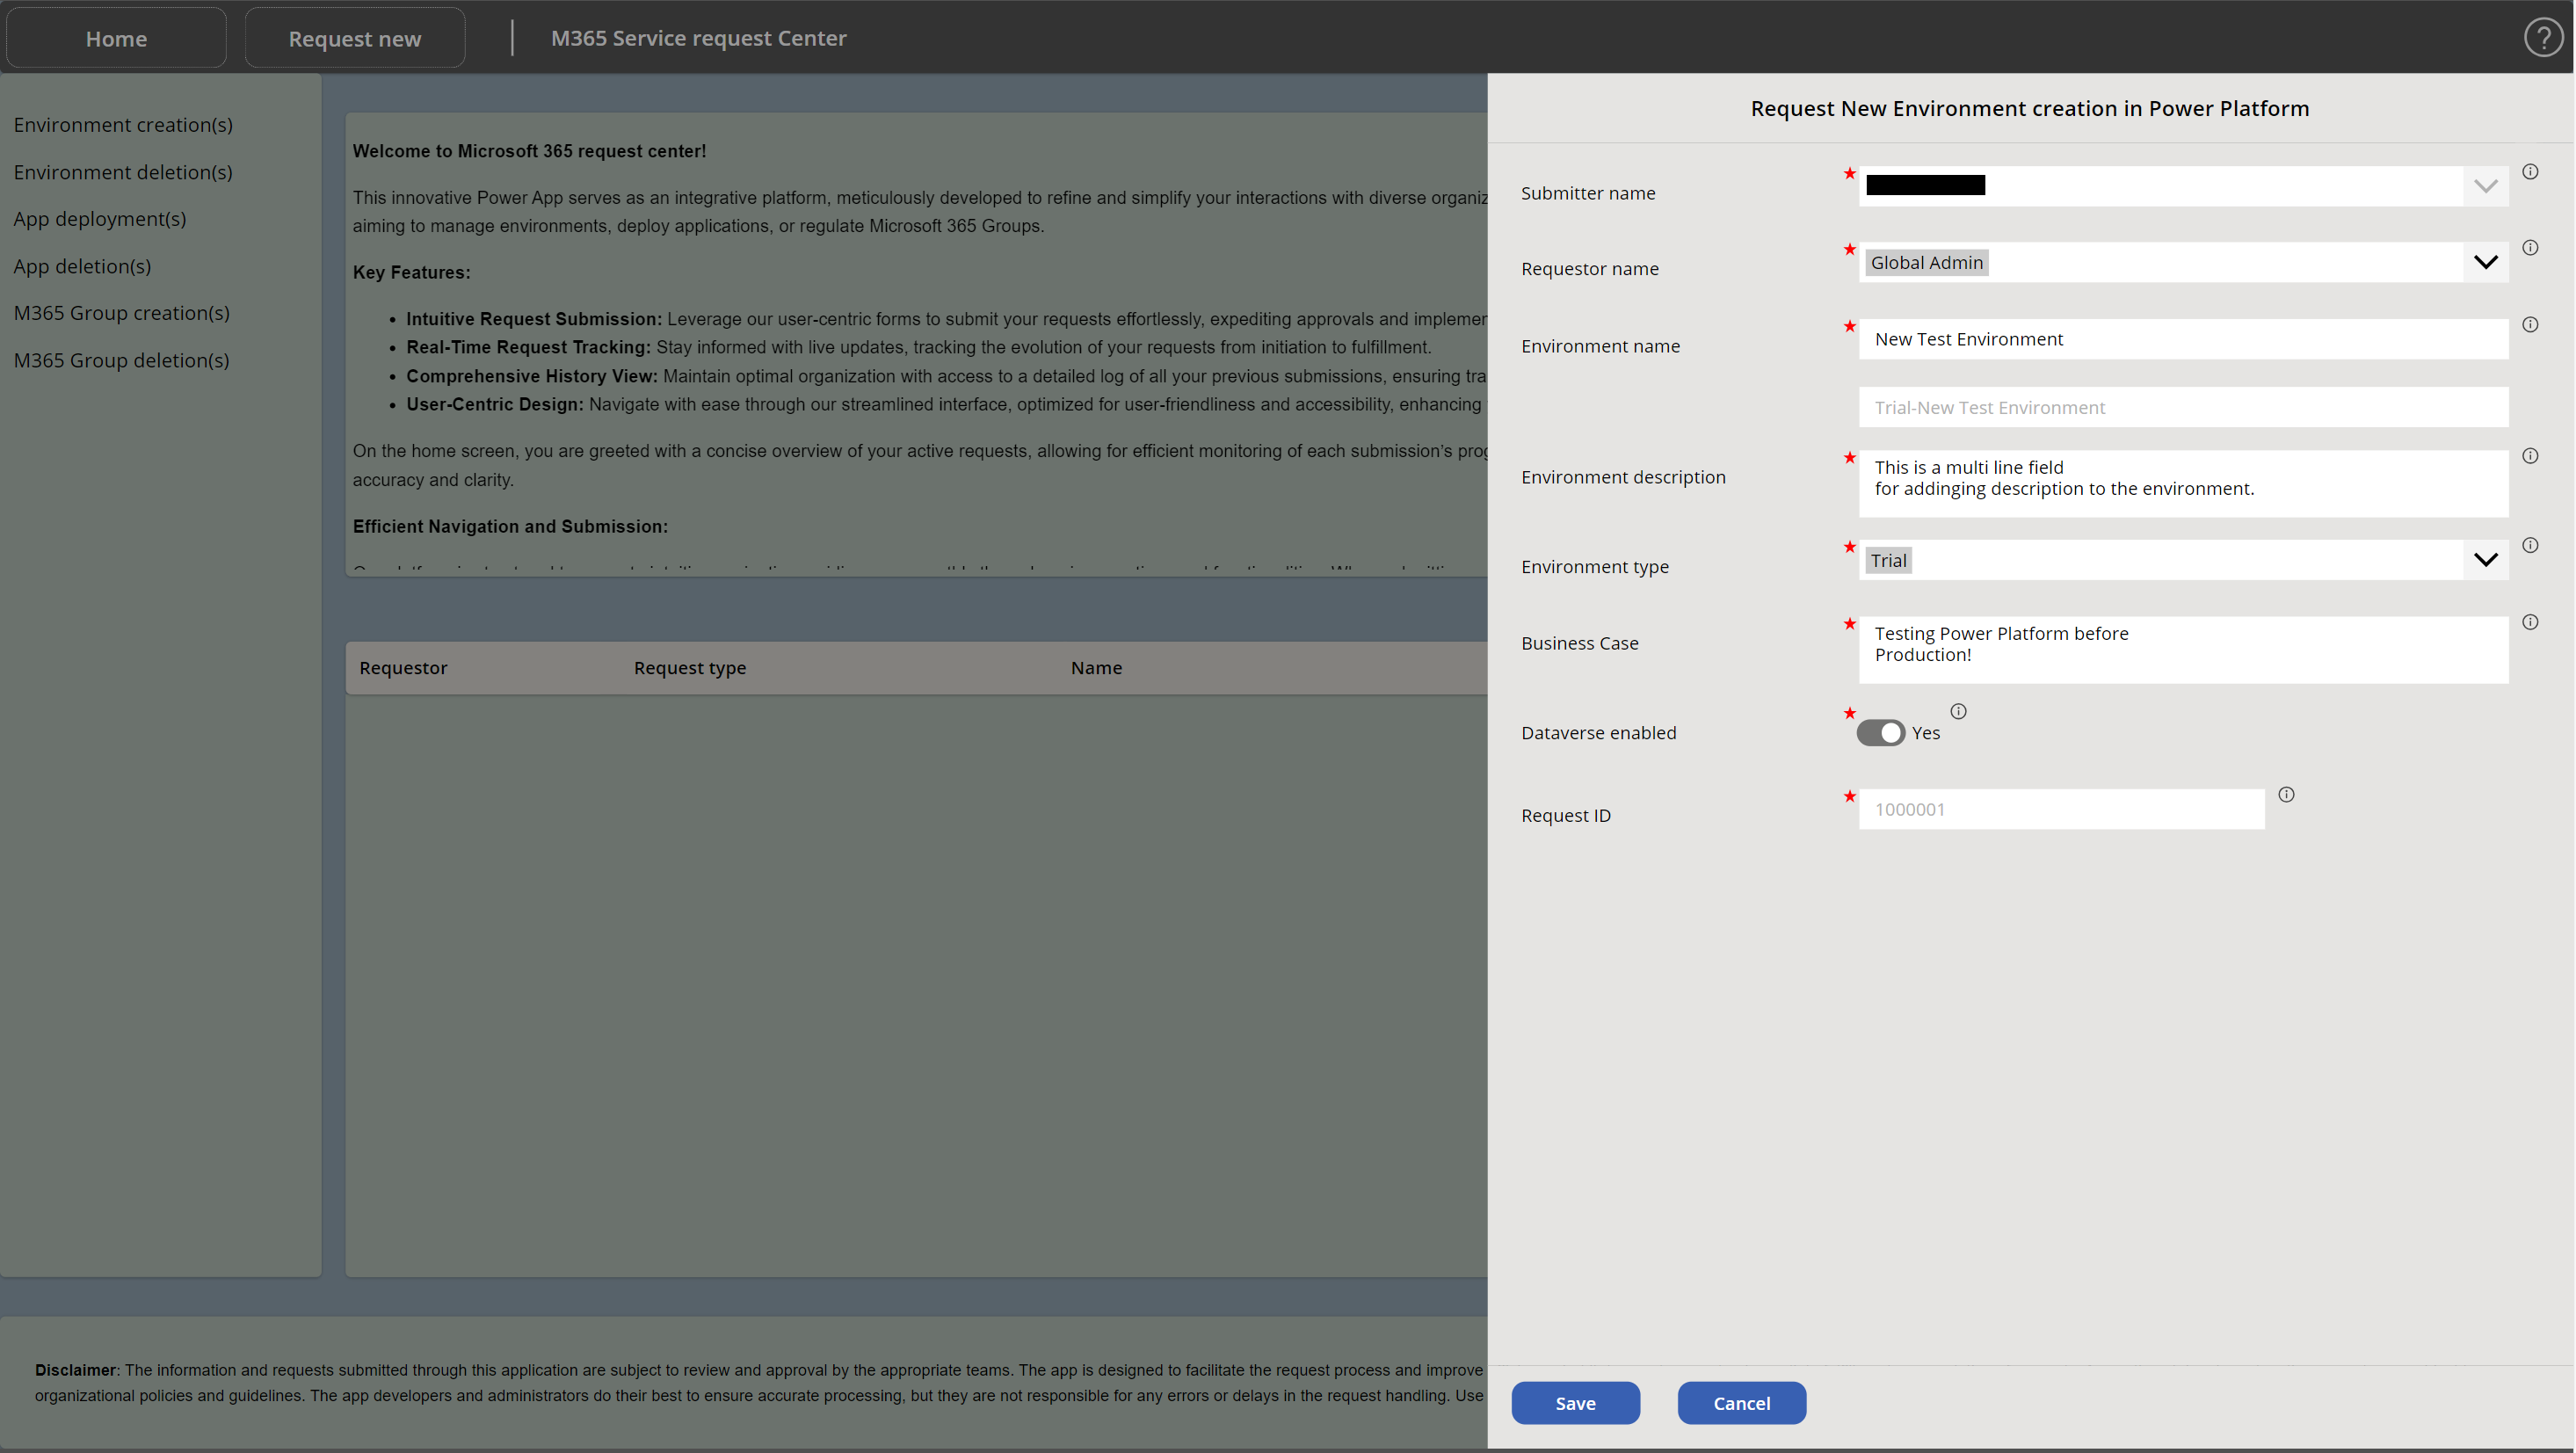 Home
Request new
M365 Service request Center
Environment creation(s)
Environment deletion(s)
App deployment(s)
App deletion(s)
M365 Group creation(s)
M365 Group deletion(s)
Welcome to Microsoft 365 request center!
This innovative Power App serves as an integrative platform, meticulously developed to refine and simplify your interactions with diverse organiz
aiming to manage environments, deploy applications, or regulate Microsoft 365 Groups.
Key Features:
• Intuitive Request Submission: Leverage our user-centric forms to submit your requests effortlessly, expediting approvals and implemen
• Real-Time Request Tracking: Stay informed with live updates, tracking the evolution of your requests from initiation to fulfillment.
• Comprehensive History View: Maintain optimal organization with access to a detailed log of all your previous submissions, ensuring tra
• User-Centric Design: Navigate with ease through our streamlined interface, optimized for user-friendliness and accessibility, enhancing
On the home screen, you are greeted with a concise overview of your active requests, allowing for efficient monitoring of each submission's prog
accuracy and clarity.
Efficient Navigation and Submission:
Requestor Request type Name
Disclaimer: The information and requests submitted through this application are subject to review and approval by the appropriate teams. The app is designed to facilitate the request process and improve
organizational policies and guidelines. The app developers and administrators do their best to ensure accurate processing, but they are not responsible for any errors or delays in the request handling. Use
Request New Environment creation in Power Platform
Submitter name
Requestor name
Global Admin
Environment name
New Test Environment
Trial-New Test Environment
Environment description
This is a multi line field
for addinging description to the environment.
Environment type
Trial
Business Case
Testing Power Platform before
Production!
Dataverse enabled
Yes
Request ID
1000001
Save
Cancel